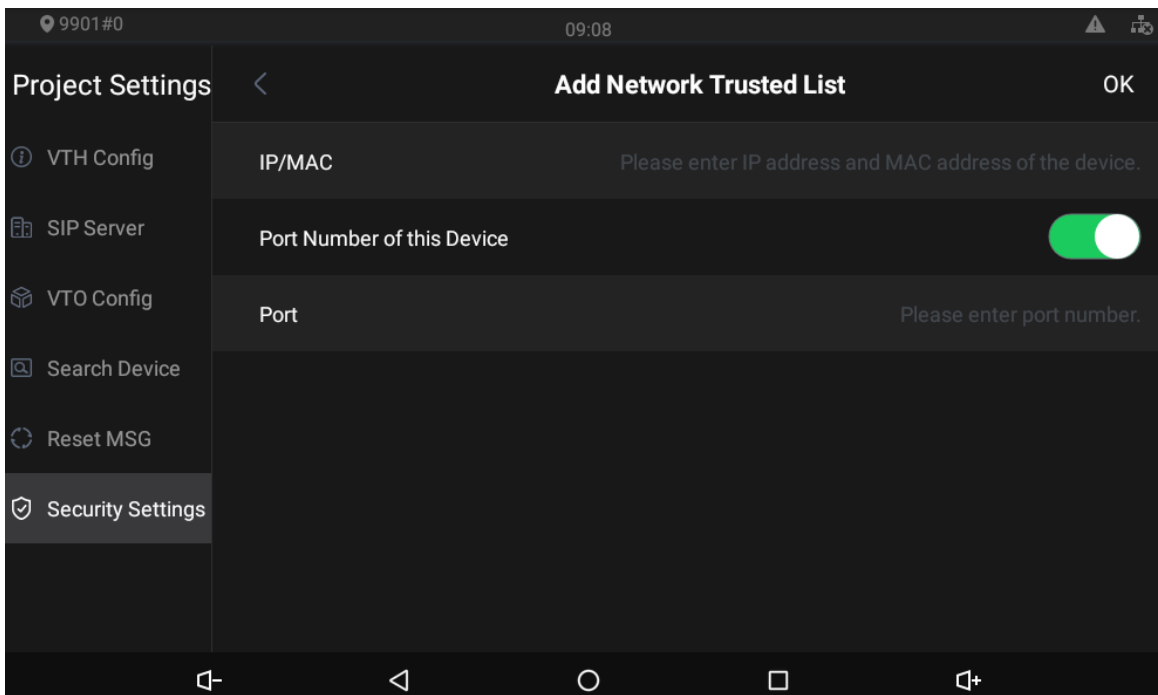 9901#0
09:08
Project Settings
Add Network Trusted List
OK
VTH Config
IP/MAC
Please enter IP address and MAC address of the device.
SIP Server
Port Number of this Device
VTO Config
Port
Please enter port number.
Search Device
Reset MSG
Security Settings